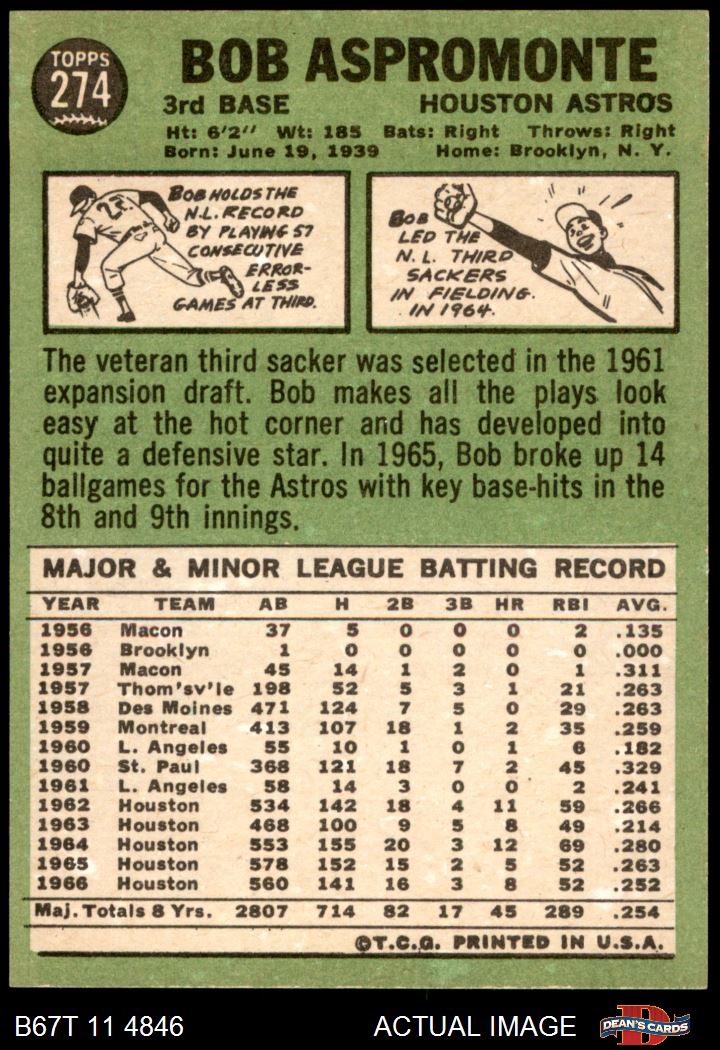 TOPPS
274
BOB ASPROMONTE
3rd BASE HOUSTON ASTROS
Ht: 6'2" Wt: 185 Bats: Right Throws: Right
Born: June 19, 1939 Home: Brooklyn, N. Y.
BOB HOLDS THE
N.L. RECORD
BY PLAYING 57
CONSECUTIVE
ERROR-
LESS
GAMES AT THIRD.
BOB
LED THE
N.L. THIRD
SACKERS
IN FIELDING.
IN 1964.
The veteran third sacker was selected in the 1961
expansion draft. Bob makes all the plays look
easy at the hot corner and has developed into
quite a defensive star. In 1965, Bob broke up 14
ballgames for the Astros with key base-hits in the
8th and 9th innings.
MAJOR & MINOR LEAGUE BATTING RECORD
YEAR TEAM AB H 2B 3B HR RBI AVG.
1956 Macon 37 5 0 0 0 2 .135
1956 Brooklyn 1 0 0 0 0 0 .000
1957 Macon 45 14 1 2 0 1 .311
1957 Thom'sv'le 198 52 5 3 1 21 .263
1958 Des Moines 471 124 7 5 0 29 .263
1959 Montreal 413 107 18 1 2 35 .259
1960 L. Angeles 55 10 1 0 1 6 .182
1960 St. Paul 368 121 18 7 2 45 .329
1961 L. Angeles 58 14 3 0 0 2 .241
1962 Houston 534 142 18 4 11 59 .266
1963 Houston 468 100 9 5 8 49 .214
1964 Houston 553 155 20 3 12 69 .280
1965 Houston 578 152 15 2 5 52 .263
1966 Houston 560 141 16 3 8 52 .252
Maj. Totals 8 Yrs. 2807 714 82 17 45 289 .254
©T.C.G. PRINTED IN U.S.A.
B67T 11 4846 ACTUAL IMAGE
D
DEAN'S CARDS